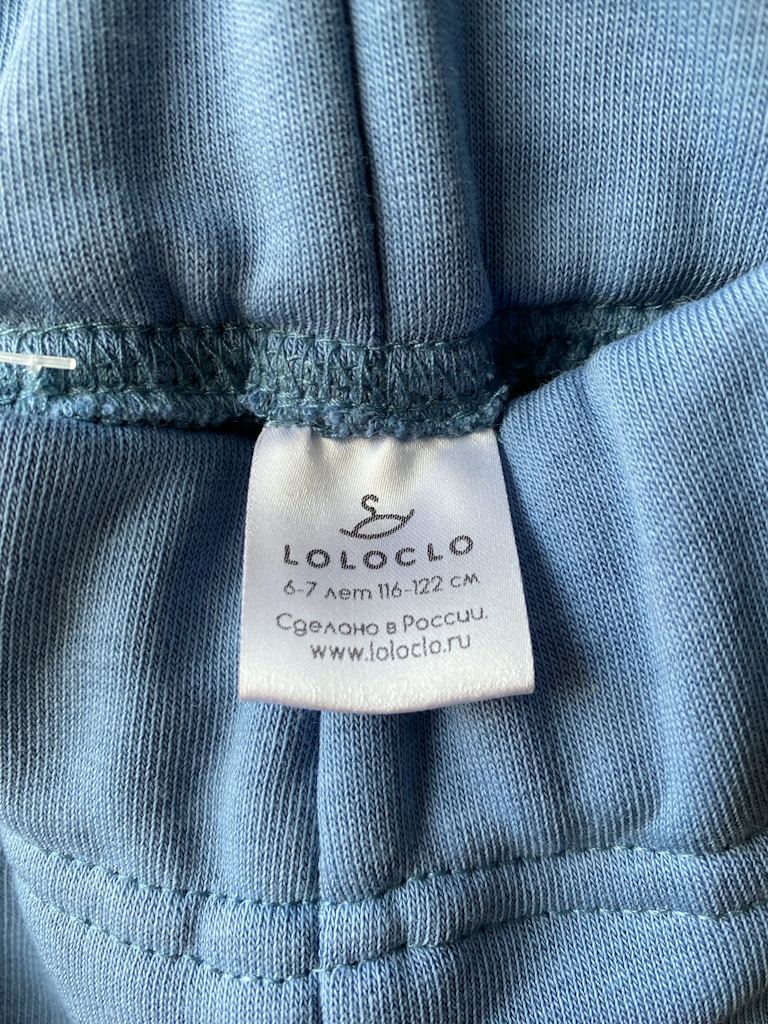 LOLOCLO
6-7 лет 116-122 см
Сделано в России.
www.loloclo.ru